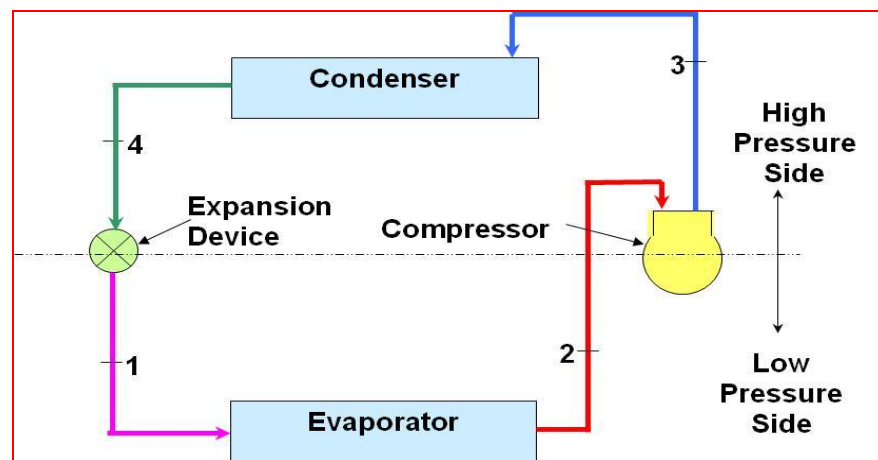 Condenser
3
High
Pressure
Side
4
Expansion
Device
Compressor
1
2
Low
Pressure
Side
Evaporator